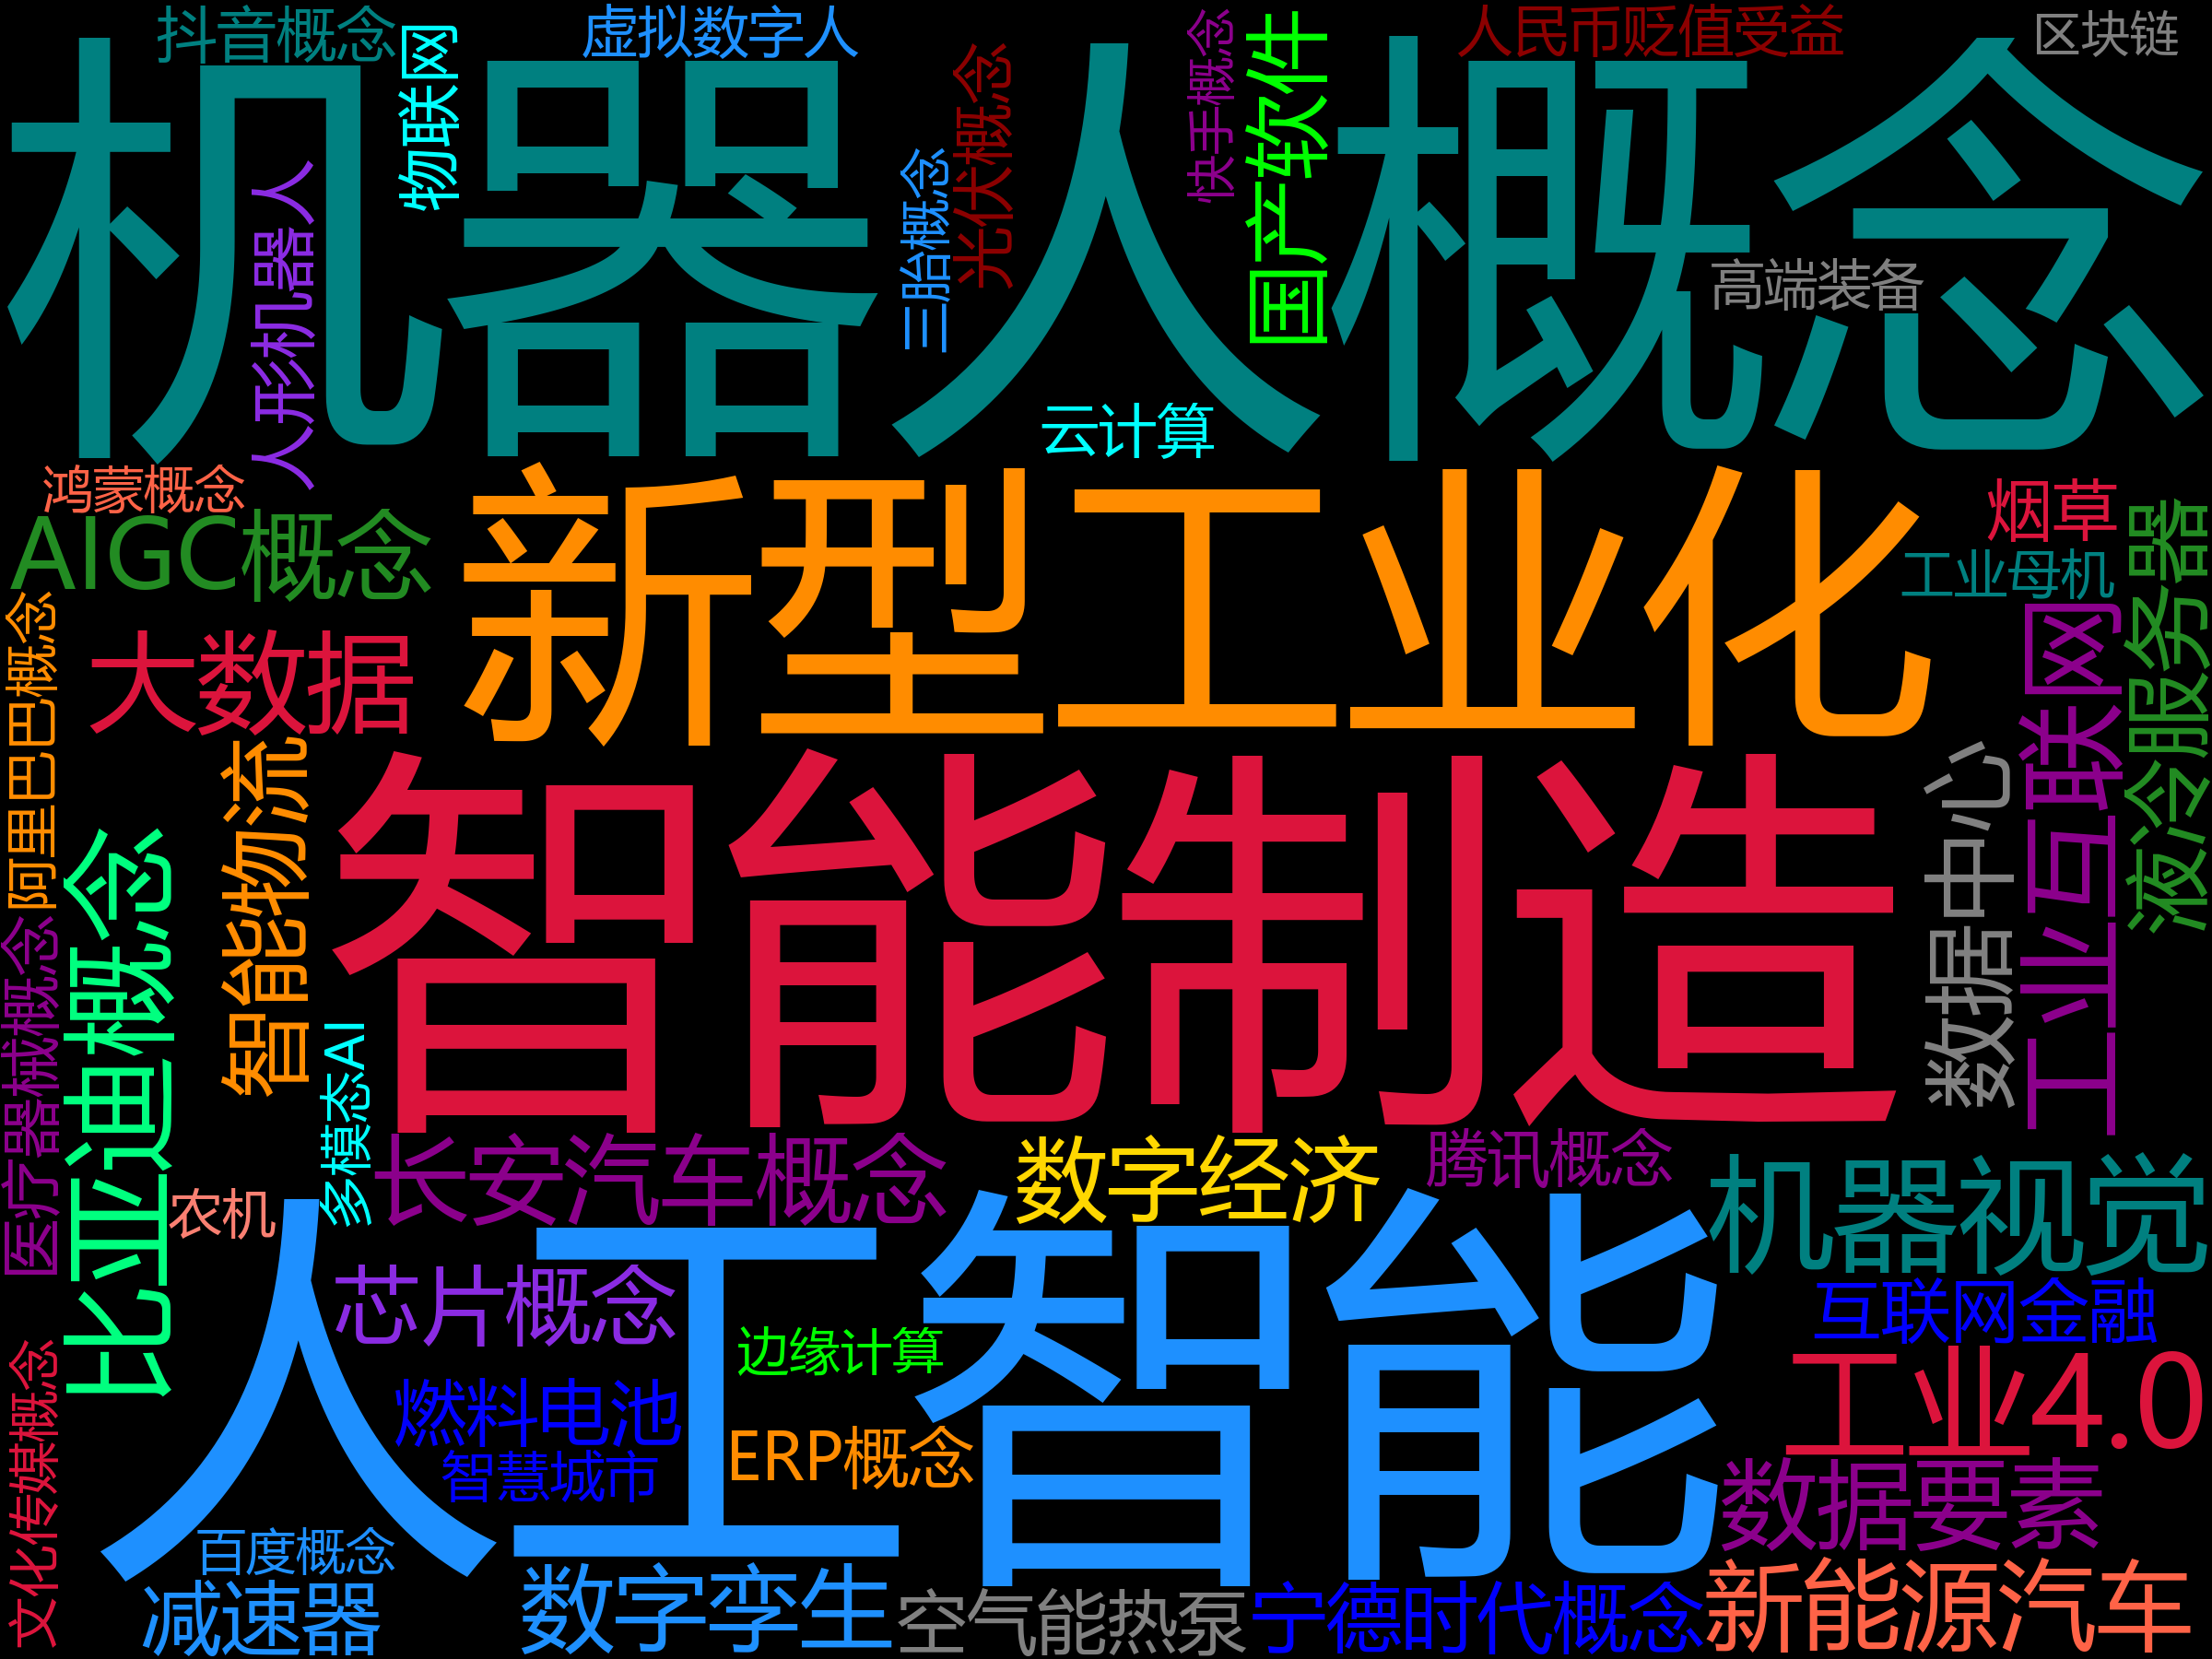 抖音概念
虚拟数字人
人民币贬值受益
区块链
物联网
快手概念
国产软件
光伏概念
三胎概念
人形机器人
机器人概念
高端装备
云计算
鸿蒙概念
AIGC概念
新型工业化
烟草
工业母机
液冷服务器
阿里巴巴概念
大数据
工业互联网
智能物流
智能制造
数据中心
比亚迪概念
医疗器械概念
多模态AI
长安汽车概念
数字经济
腾讯概念
机器视觉
农机
人工智能
芯片概念
互联网金融
边缘计算
工业4.0
文化传媒概念
燃料电池
ERP概念
智慧城市
数据要素
百度概念
减速器
数字孪生
空气能热泵
宁德时代概念
新能源汽车